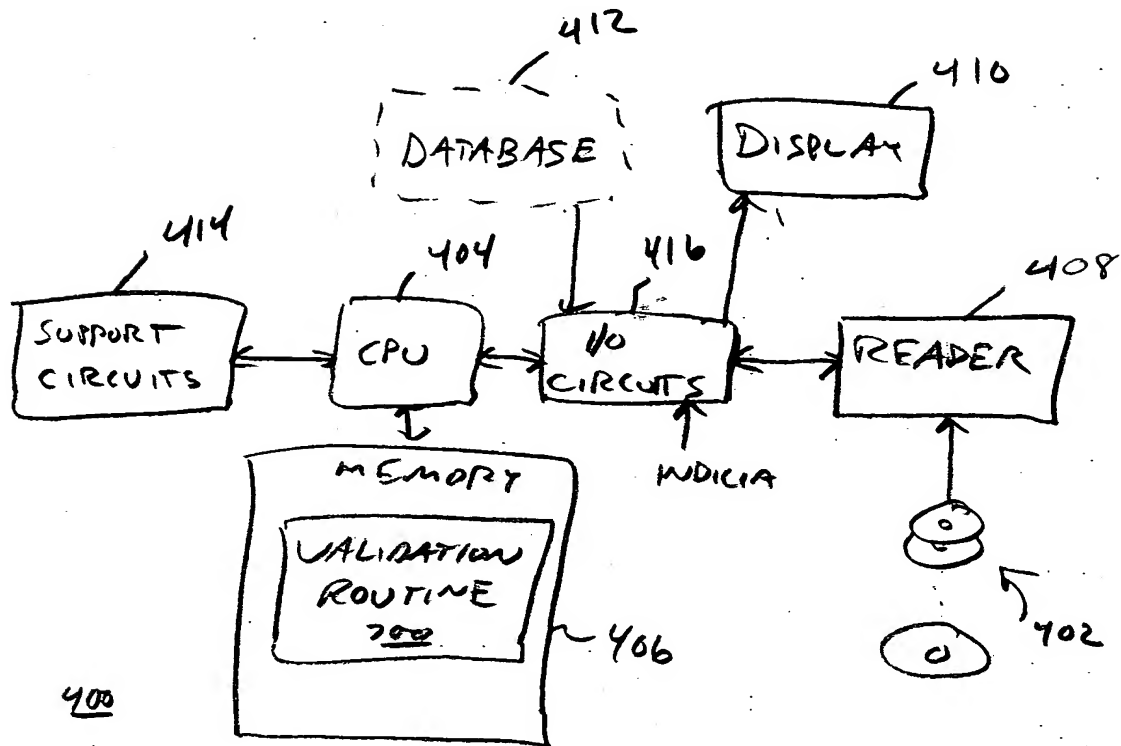 412
410
DATABASE
DISPLAY
414
404
416
408
SUPPORT
CIRCUITS
CPU
I/O
CIRCUITS
READER
INDICIA
MEMORY
VALIDATION
ROUTINE
200
406
402
400